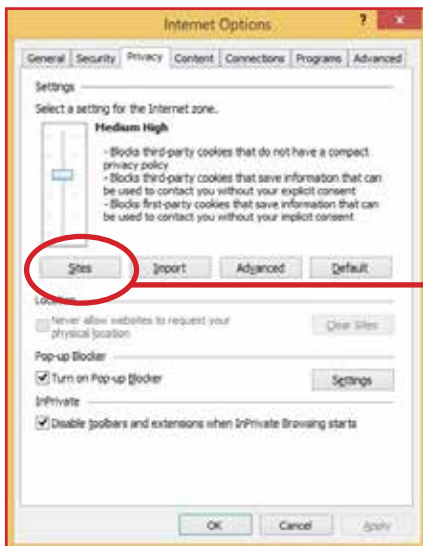 Internet Options ?
General Security Privacy Content Connections Programs Advanced
Settings
Select a setting for the Internet zone.
Medium High
- Blocks third-party cookies that do not have a compact
privacy policy
- Blocks third-party cookies that save information that can
be used to contact you without your explicit consent
- Blocks first-party cookies that save information that can
be used to contact you without your implicit consent
Sites Import Advanced Default
Location
Never allow websites to request your
physical location
Clear Sites
Pop-up Blocker
Turn on Pop-up Blocker
Settings
InPrivate
Disable toolbars and extensions when InPrivate Browsing starts
OK Cancel Apply